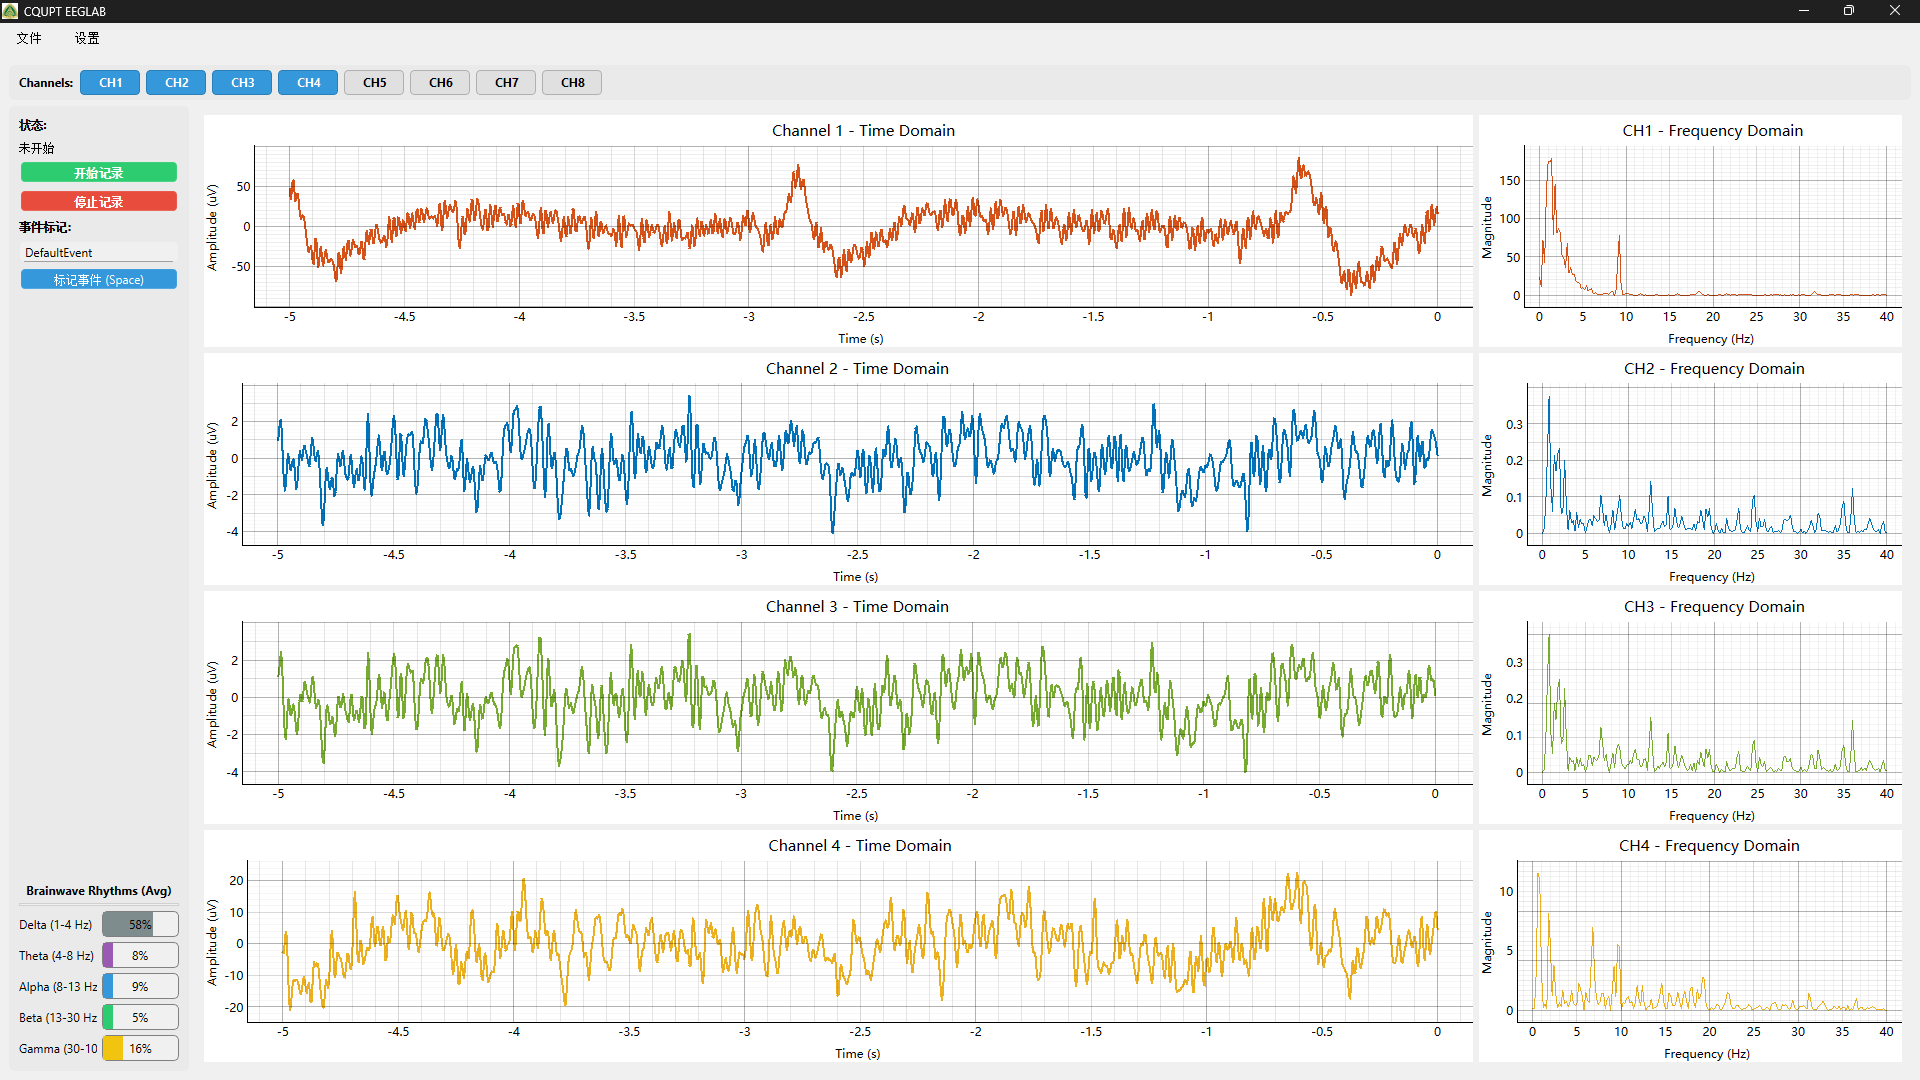 CQUPT EEGLAB
文件 设置
Channels: CH1 CH2 CH3 CH4 CH5 CH6 CH7 CH8
状态:
未开始
开始记录
停止记录
事件标记:
DefaultEvent
标记事件 (Space)
Brainwave Rhythms (Avg)
Delta (1-4 Hz) 58%
Theta (4-8 Hz) 8%
Alpha (8-13 Hz 9%
Beta (13-30 Hz 5%
Gamma (30-10 16%
Channel 1 - Time Domain
Amplitude (uV)
50
0
-50
-5 -4.5 -4 -3.5 -3 -2.5 -2 -1.5 -1 -0.5 0
Time (s)
CH1 - Frequency Domain
Magnitude
150
100
50
0
0 5 10 15 20 25 30 35 40
Frequency (Hz)
Channel 2 - Time Domain
Amplitude (uV)
2
0
-2
-4
-5 -4.5 -4 -3.5 -3 -2.5 -2 -1.5 -1 -0.5 0
Time (s)
CH2 - Frequency Domain
Magnitude
0.3
0.2
0.1
0
0 5 10 15 20 25 30 35 40
Frequency (Hz)
Channel 3 - Time Domain
Amplitude (uV)
2
0
-2
-4
-5 -4.5 -4 -3.5 -3 -2.5 -2 -1.5 -1 -0.5 0
Time (s)
CH3 - Frequency Domain
Magnitude
0.3
0.2
0.1
0
0 5 10 15 20 25 30 35 40
Frequency (Hz)
Channel 4 - Time Domain
Amplitude (uV)
20
10
0
-10
-20
-5 -4.5 -4 -3.5 -3 -2.5 -2 -1.5 -1 -0.5 0
Time (s)
CH4 - Frequency Domain
Magnitude
10
5
0
0 5 10 15 20 25 30 35 40
Frequency (Hz)